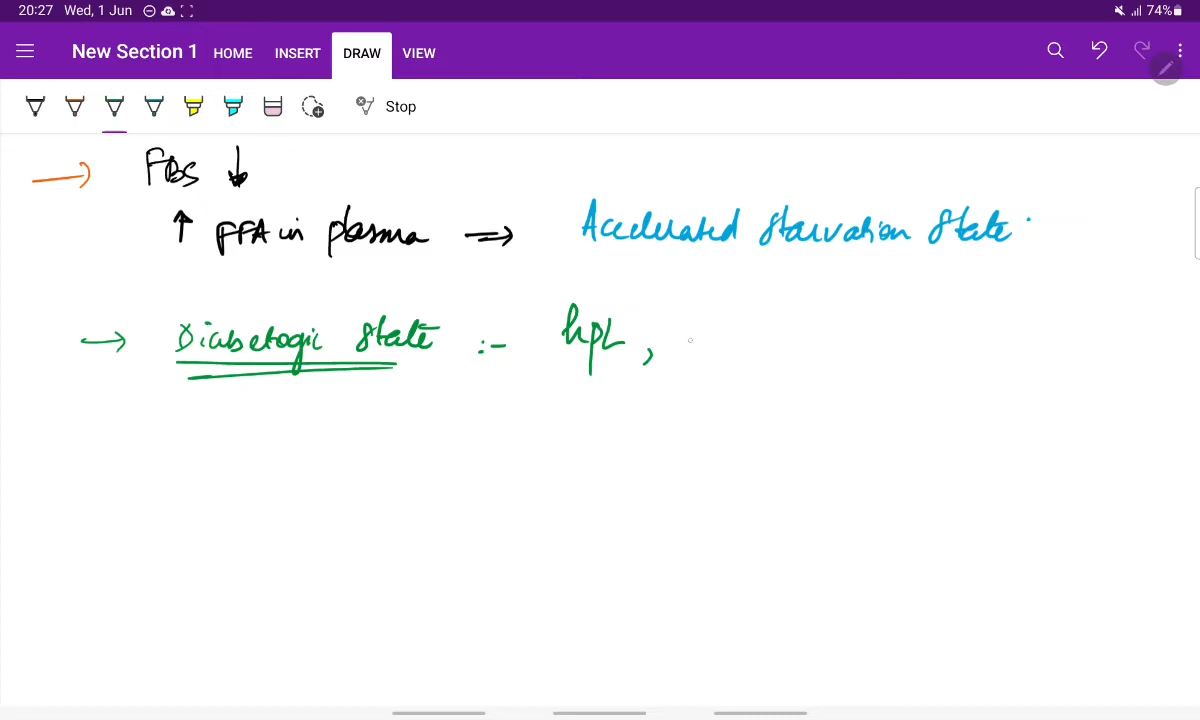 20:27 Wed, 1 Jun 74%
New Section 1 HOME INSERT DRAW VIEW
Stop
→ FBS ↓
↑ FFA in plasma → Accelerated Starvation State
→ Diabetogic State :- hpL ,